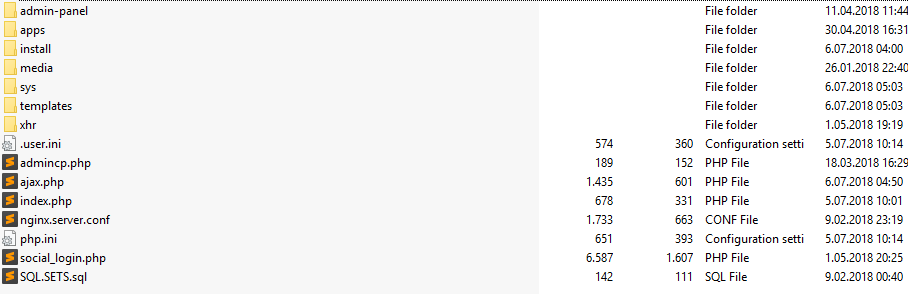 admin-panel File folder 11.04.2018 11:44
apps File folder 30.04.2018 16:31
install File folder 6.07.2018 04:00
media File folder 26.01.2018 22:40
sys File folder 6.07.2018 05:03
templates File folder 6.07.2018 05:03
xhr File folder 1.05.2018 19:19
.user.ini 574 360 Configuration setti 5.07.2018 10:14
admincp.php 189 152 PHP File 18.03.2018 16:29
ajax.php 1.435 601 PHP File 6.07.2018 04:50
index.php 678 331 PHP File 5.07.2018 10:01
nginx.server.conf 1.733 663 CONF File 9.02.2018 23:19
php.ini 651 393 Configuration setti 5.07.2018 10:14
social_login.php 6.587 1.607 PHP File 1.05.2018 20:25
SQL.SETS.sql 142 111 SQL File 9.02.2018 00:40